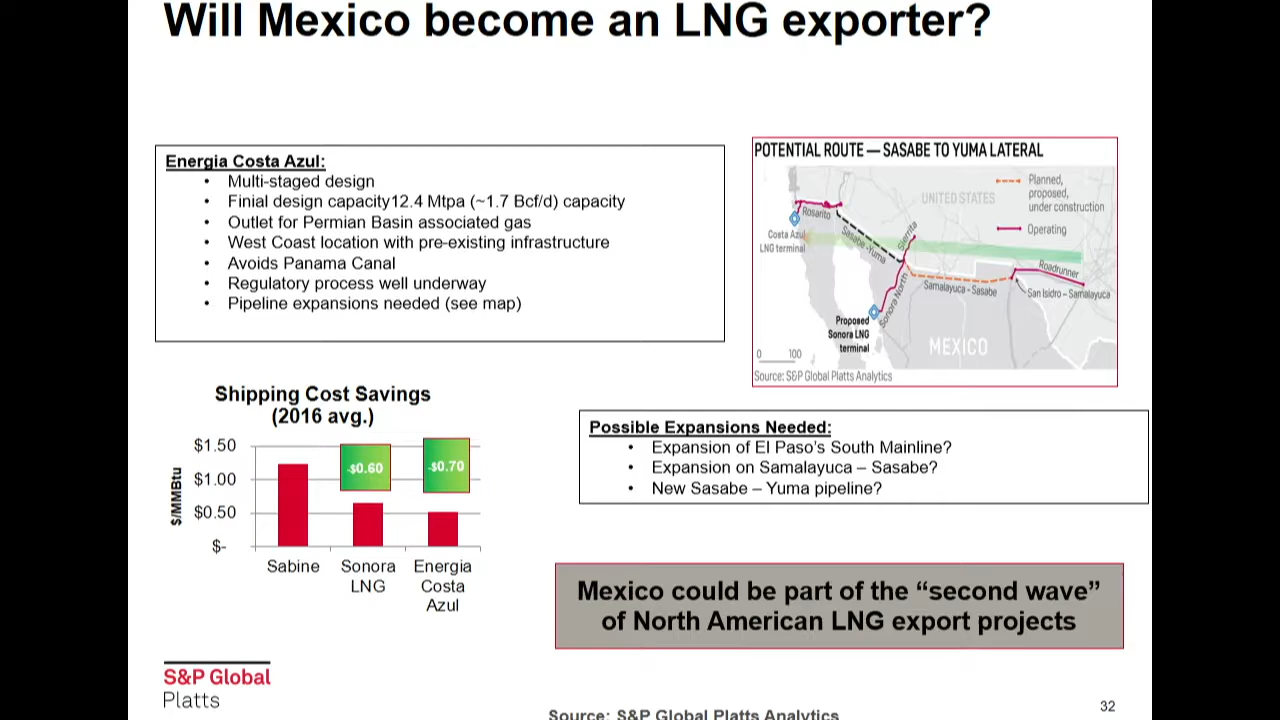 Will Mexico become an LNG exporter?
Energia Costa Azul:
• Multi-staged design
• Finial design capacity12.4 Mtpa (~1.7 Bcf/d) capacity
• Outlet for Permian Basin associated gas
• West Coast location with pre-existing infrastructure
• Avoids Panama Canal
• Regulatory process well underway
• Pipeline expansions needed (see map)
POTENTIAL ROUTE — SASABE TO YUMA LATERAL
Planned,
proposed,
under construction
Operating
UNITED STATES
Rosarito
Costa Azul
LNG terminal
Sasabe -Yuma
Sierrita
Roadrunner
Samalayuca - Sasabe
San Isidro – Samalayuca
Sonora North
Proposed
Sonora LNG
terminal
MEXICO
0 100
Source: S&P Global Platts Analytics
Shipping Cost Savings
(2016 avg.)
$/MMBtu
$1.50
$1.00
$0.50
$-
-$0.60
-$0.70
Sabine
Sonora
LNG
Energia
Costa
Azul
Possible Expansions Needed:
• Expansion of El Paso’s South Mainline?
• Expansion on Samalayuca – Sasabe?
• New Sasabe – Yuma pipeline?
Mexico could be part of the “second wave”
of North American LNG export projects
S&P Global
Platts
Source: S&P Global Platts Analytics
32